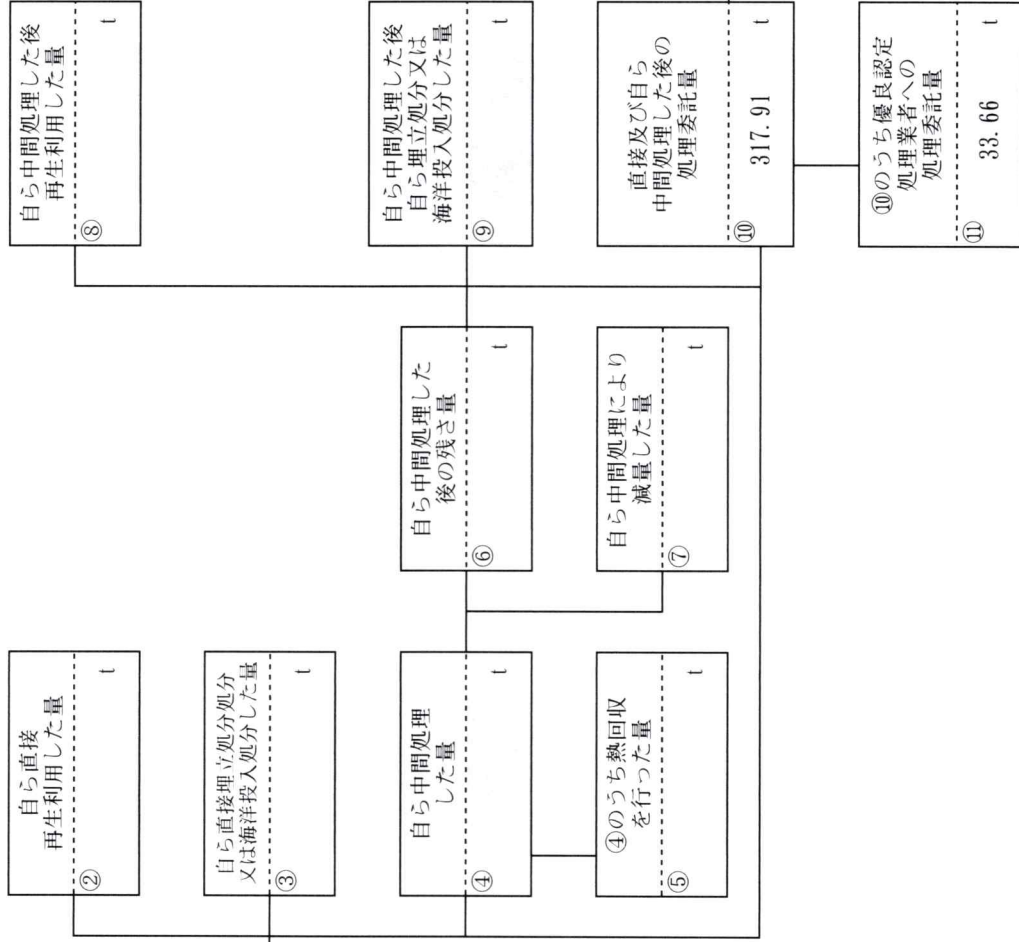 自ら直接
再生利用した量
②
t
自ら直接埋立処分処分
又は海洋投入処分した量
③
t
自ら中間処理
した量
④
t
④のうち熱回収
を行った量
⑤
t
自ら中間処理した
後の残さ量
⑥
t
自ら中間処理により
減量した量
⑦
t
自ら中間処理した後
再生利用した量
⑧
t
自ら中間処理した後
自ら埋立処分又は
海洋投入処分した量
⑨
t
直接及び自ら
中間処理した後の
処理委託量
⑩
317.91
t
⑩のうち優良認定
処理業者への
処理委託量
⑪
33.66
t